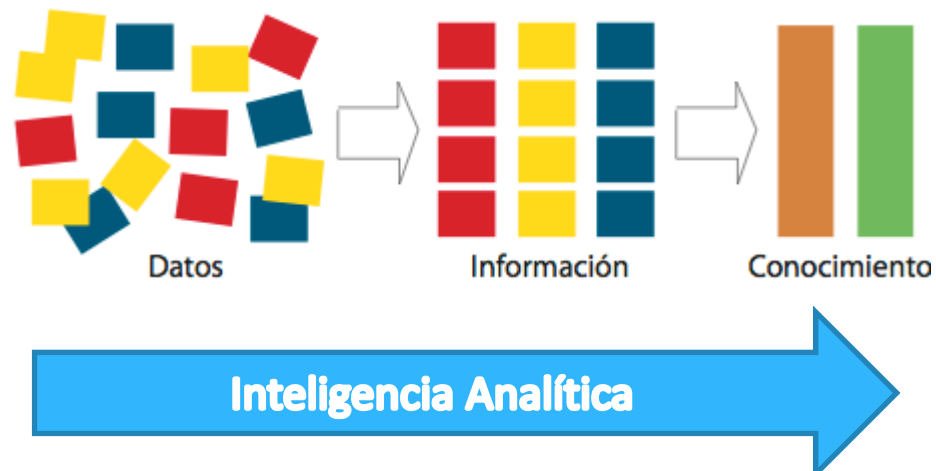 Datos
Información
Conocimiento
Inteligencia Analítica